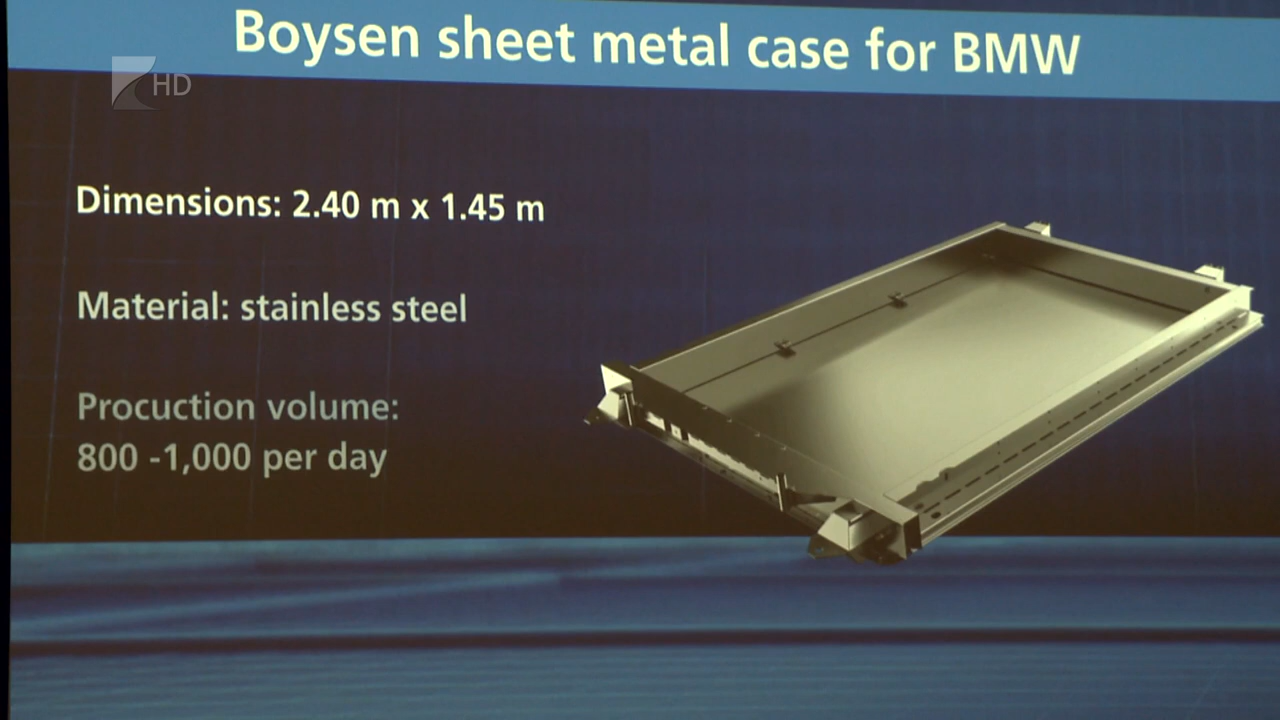 Boysen sheet metal case for BMW
HD
Dimensions: 2.40 m x 1.45 m
Material: stainless steel
Procuction volume:
800 -1,000 per day